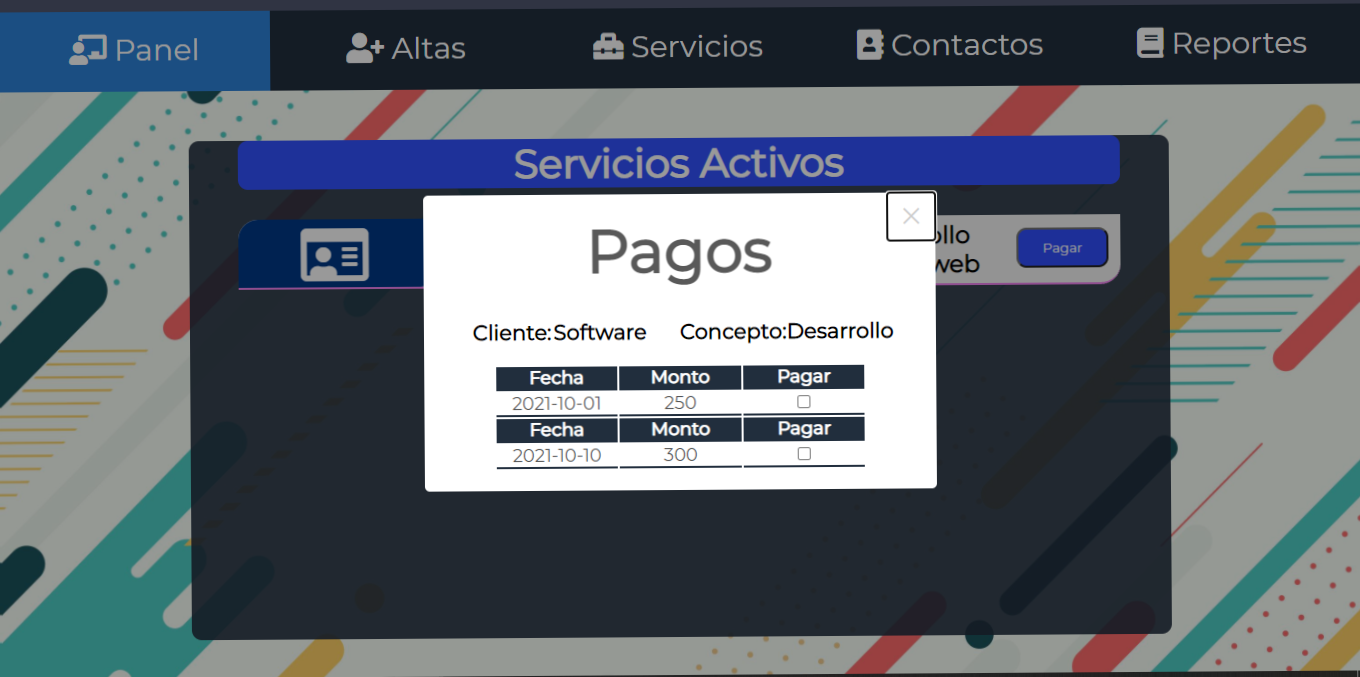 Panel
Altas
Servicios
Contactos
Reportes
Servicios Activos
ollo
web
Pagar
Pagos
Cliente:Software Concepto:Desarrollo
Fecha Monto Pagar
2021-10-01 250
Fecha Monto Pagar
2021-10-10 300